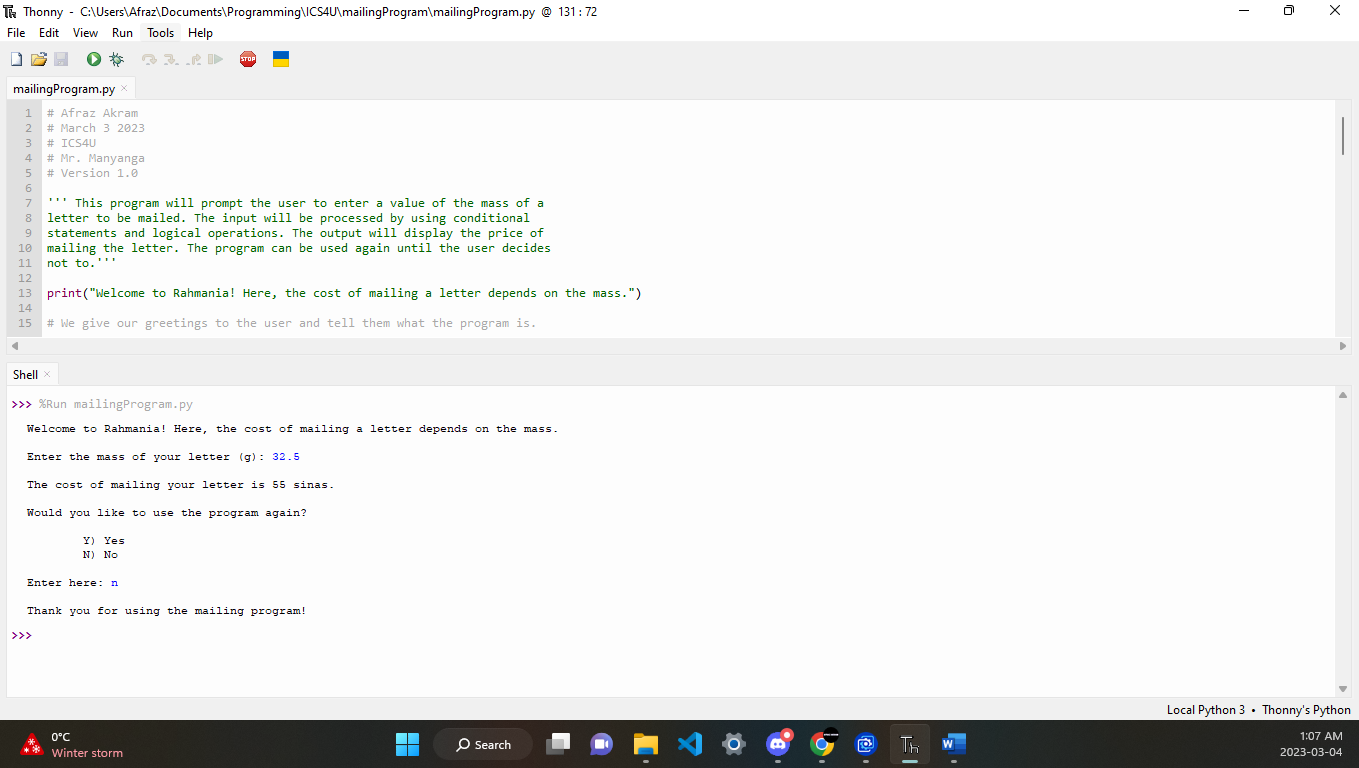 Thonny - C:\Users\Afraz\Documents\Programming\ICS4U\mailingProgram\mailingProgram.py @ 131 : 72
File Edit View Run Tools Help
STOP
mailingProgram.py ×
1 # Afraz Akram
2 # March 3 2023
3 # ICS4U
4 # Mr. Manyanga
5 # Version 1.0
6
7 ''' This program will prompt the user to enter a value of the mass of a
8 letter to be mailed. The input will be processed by using conditional
9 statements and logical operations. The output will display the price of
10 mailing the letter. The program can be used again until the user decides
11 not to.'''
12
13 print("Welcome to Rahmania! Here, the cost of mailing a letter depends on the mass.")
14
15 # We give our greetings to the user and tell them what the program is.
Shell ×
>>> %Run mailingProgram.py
Welcome to Rahmania! Here, the cost of mailing a letter depends on the mass.
Enter the mass of your letter (g): 32.5
The cost of mailing your letter is 55 sinas.
Would you like to use the program again?
Y) Yes
N) No
Enter here: n
Thank you for using the mailing program!
>>>
Local Python 3 • Thonny's Python
0°C
Winter storm
Search
Th
W
1:07 AM
2023-03-04